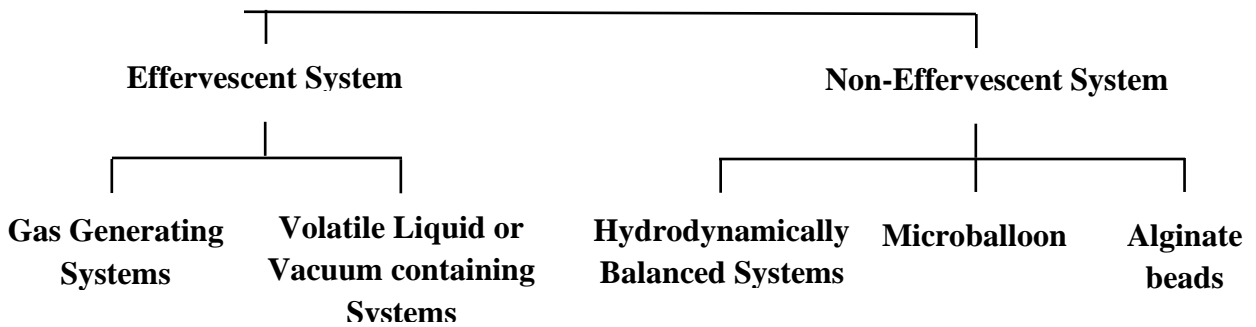 Effervescent System
Non-Effervescent System
Gas Generating
Systems
Volatile Liquid or
Vacuum containing
Systems
Hydrodynamically
Balanced Systems
Microballoon
Alginate
beads